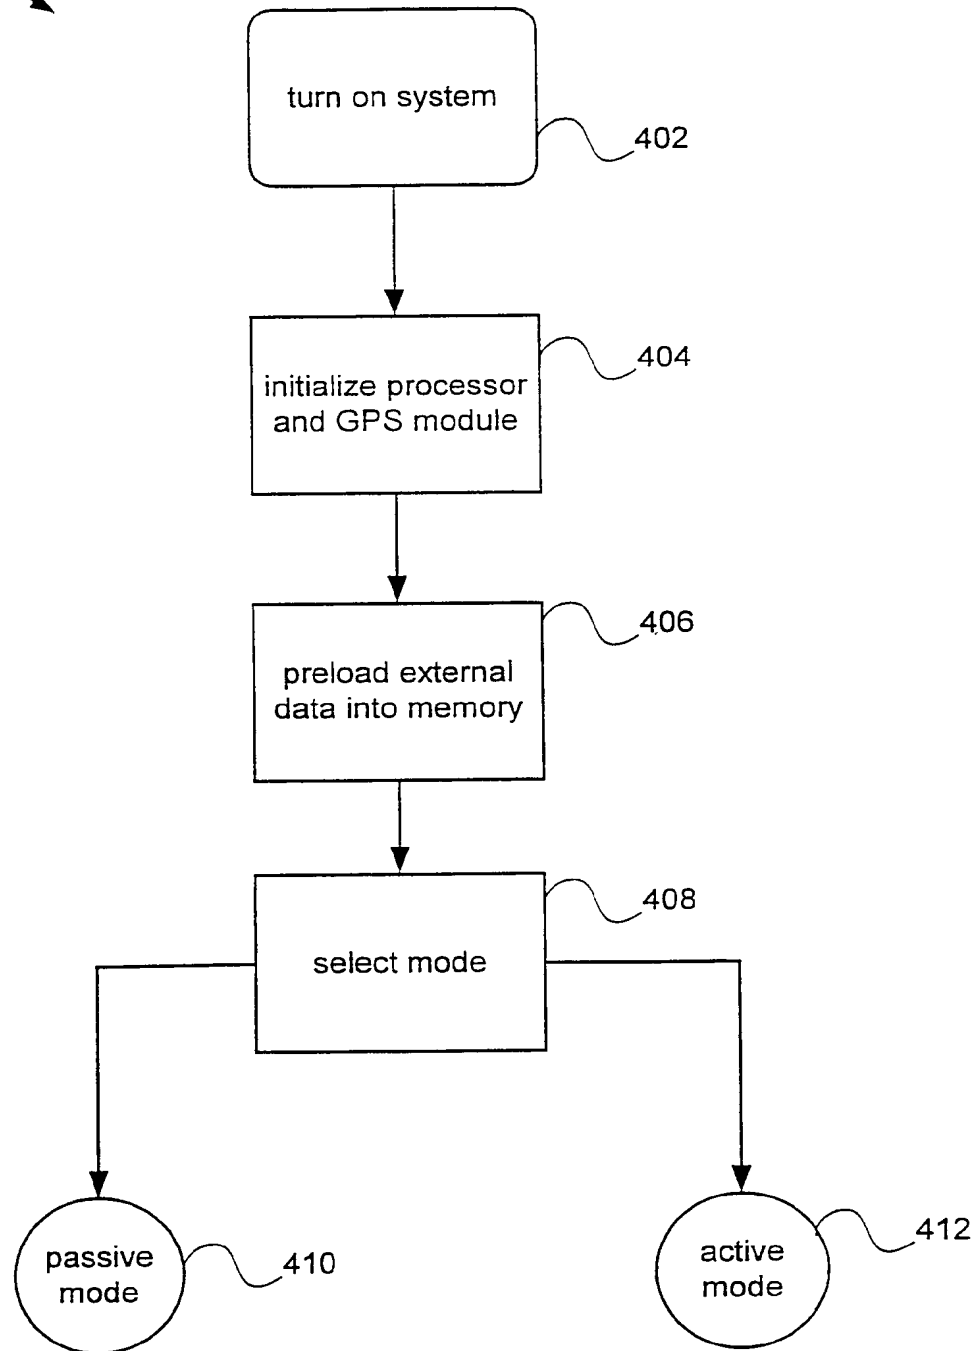 turn on system
402
initialize processor
and GPS module
404
preload external
data into memory
406
select mode
408
passive
mode
410
active
mode
412